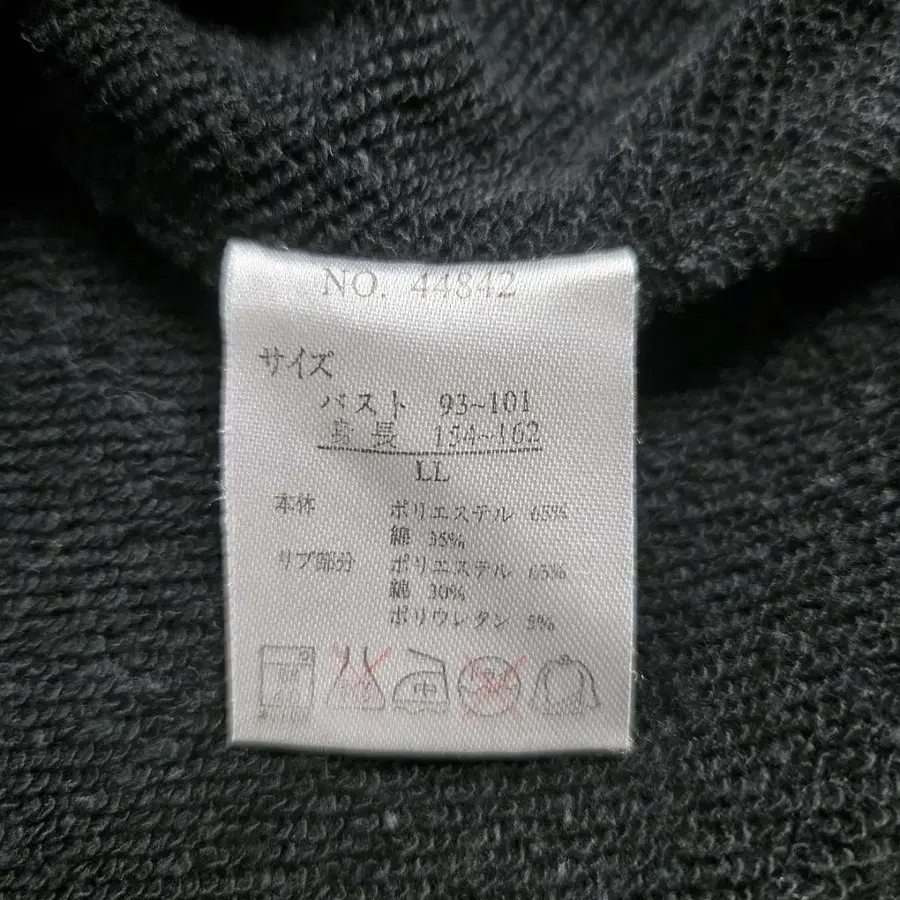 NO. 44842
サイズ
バスト 93~101
身長 154~162
LL
本体 ポリエステル 65%
綿 35%
リブ部分 ポリエステル 65%
綿 30%
ポリウレタン 5%
中